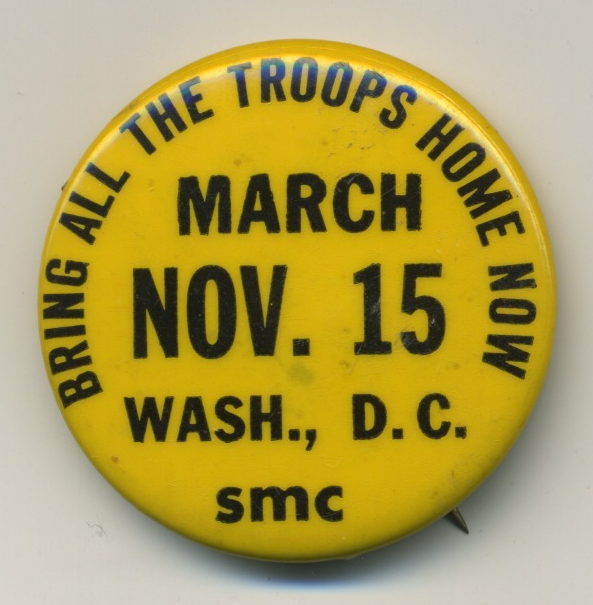 BRING ALL THE TROOPS HOME NOW
MARCH
NOV. 15
WASH., D.C.
smc